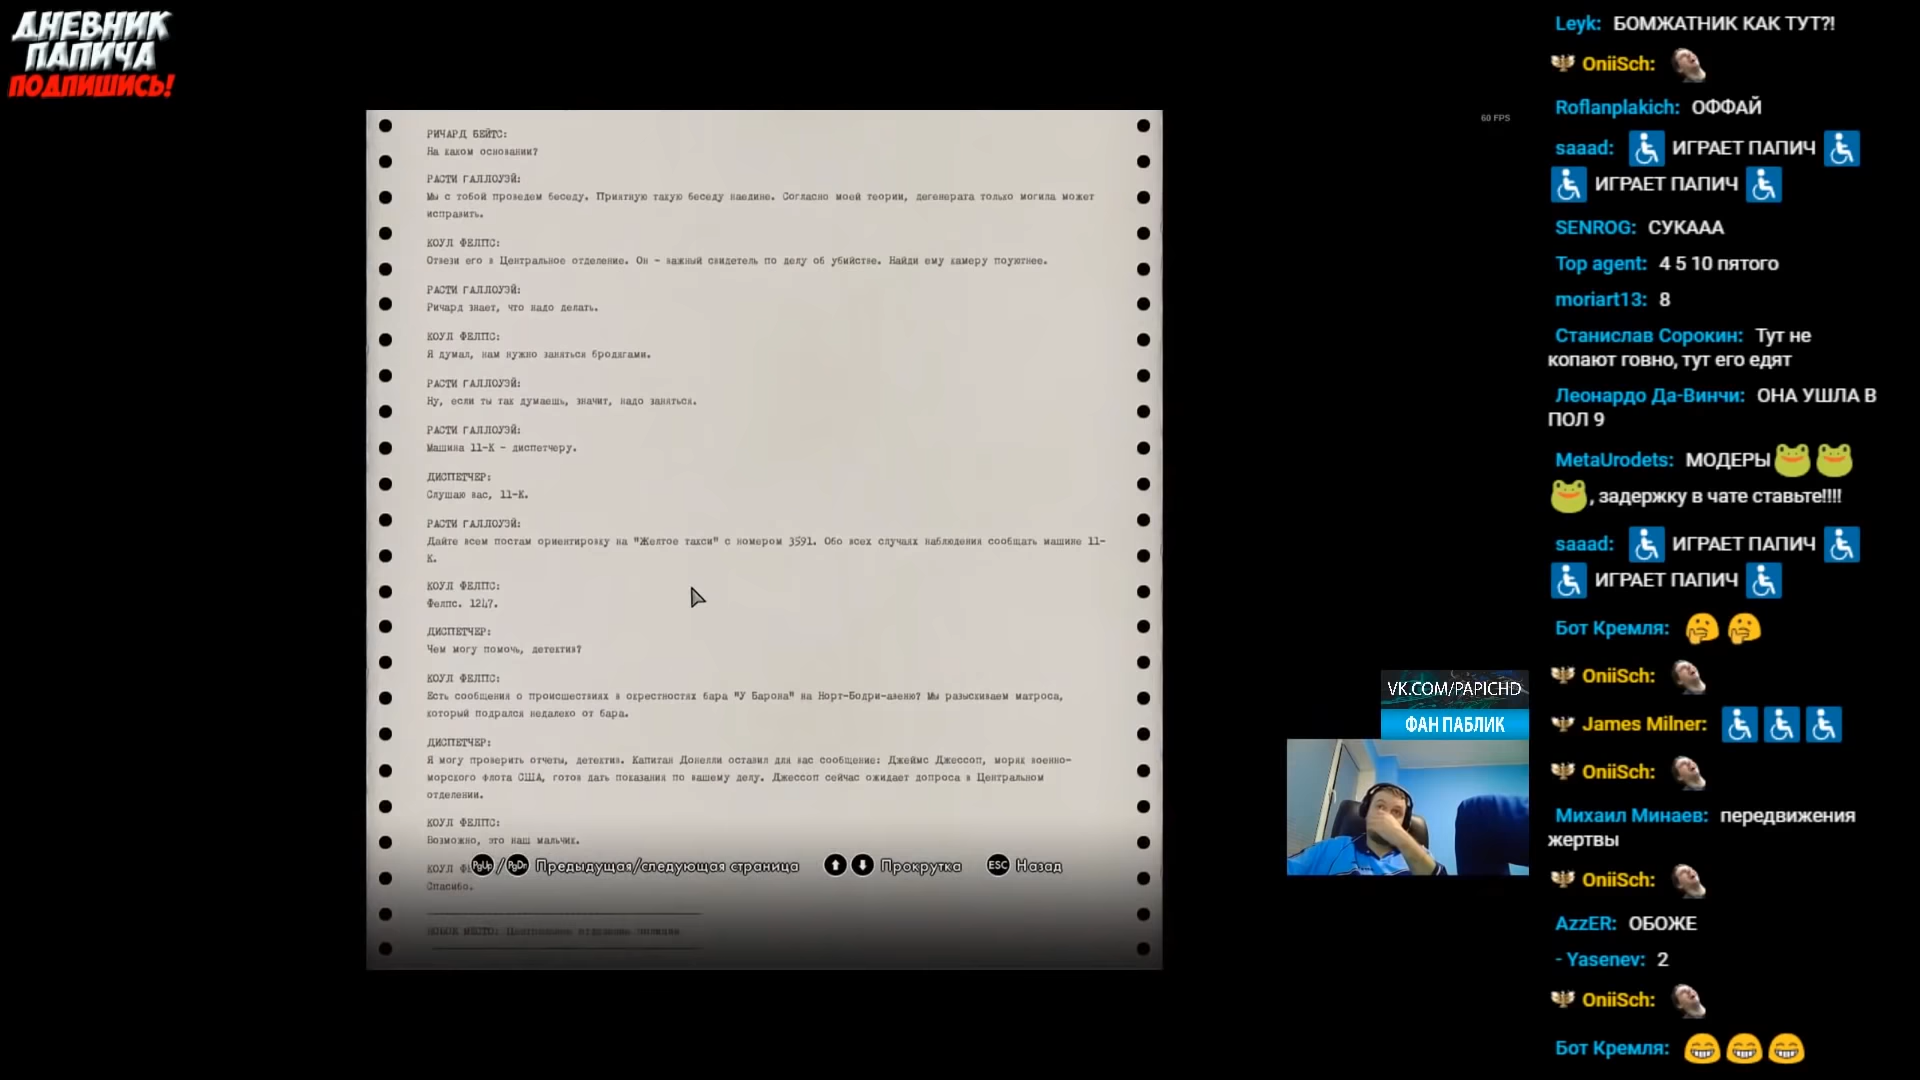 ДНЕВНИК
ПАПИЧА
ПОДПИШИСЬ!
РИЧАРД БЕЙТС:
На каком основании?
РАСТИ ГАЛЛОУЭЙ:
Мы с тобой проведем беседу. Приятную такую беседу наедине. Согласно моей теории, дегенерата только могила может
исправить.
КОУЛ ФЕЛПС:
Отвези его в Центральное отделение. Он - важный свидетель по делу об убийстве. Найди ему камеру поуютнее.
РАСТИ ГАЛЛОУЭЙ:
Ричард знает, что надо делать.
КОУЛ ФЕЛПС:
Я думал, нам нужно заняться бродягами.
РАСТИ ГАЛЛОУЭЙ:
Ну, если ты так думаешь, значит, надо заняться.
РАСТИ ГАЛЛОУЭЙ:
Машина 11-К - диспетчеру.
ДИСПЕТЧЕР:
Слушаю вас, 11-К.
РАСТИ ГАЛЛОУЭЙ:
Дайте всем постам ориентировку на "Желтое такси" с номером 3591. Обо всех случаях наблюдения сообщать машине 11-
К.
КОУЛ ФЕЛПС:
Фелпс. 1247.
ДИСПЕТЧЕР:
Чем могу помочь, детектив?
КОУЛ ФЕЛПС:
Есть сообщения о происшествиях в окрестностях бара "У Барона" на Норт-Бодри-авеню? Мы разыскиваем матроса,
который подрался недалеко от бара.
ДИСПЕТЧЕР:
Я могу проверить отчеты, детектив. Капитан Донелли оставил для вас сообщение: Джеймс Джессоп, моряк военно-
морского флота США, готов дать показания по вашему делу. Джессоп сейчас ожидает допроса в Центральном
отделении.
КОУЛ ФЕЛПС:
Возможно, это наш мальчик.
КОУЛ Ф
PgUp / PgDn Предыдущая/следующая страница Прокрутка ESC Назад
Спасибо.
НОВОЕ МЕСТО: Центральное отделение полиции
60 FPS
VK.COM/PAPICHD
ФАН ПАБЛИК
Leyk: БОМЖАТНИК КАК ТУТ?!
OniiSch:
Roflanplakich: ОФФАЙ
saaad: ИГРАЕТ ПАПИЧ
ИГРАЕТ ПАПИЧ
SENROG: СУКААА
Top agent: 4 5 10 пятого
moriart13: 8
Станислав Сорокин: Тут не
копают говно, тут его едят
Леонардо Да-Винчи: ОНА УШЛА В
ПОЛ 9
MetaUrodets: МОДЕРЫ
, задержку в чате ставьте!!!!
saaad: ИГРАЕТ ПАПИЧ
ИГРАЕТ ПАПИЧ
Бот Кремля:
OniiSch:
James Milner:
OniiSch:
Михаил Минаев: передвижения
жертвы
OniiSch:
AzzER: ОБОЖЕ
- Yasenev: 2
OniiSch:
Бот Кремля: